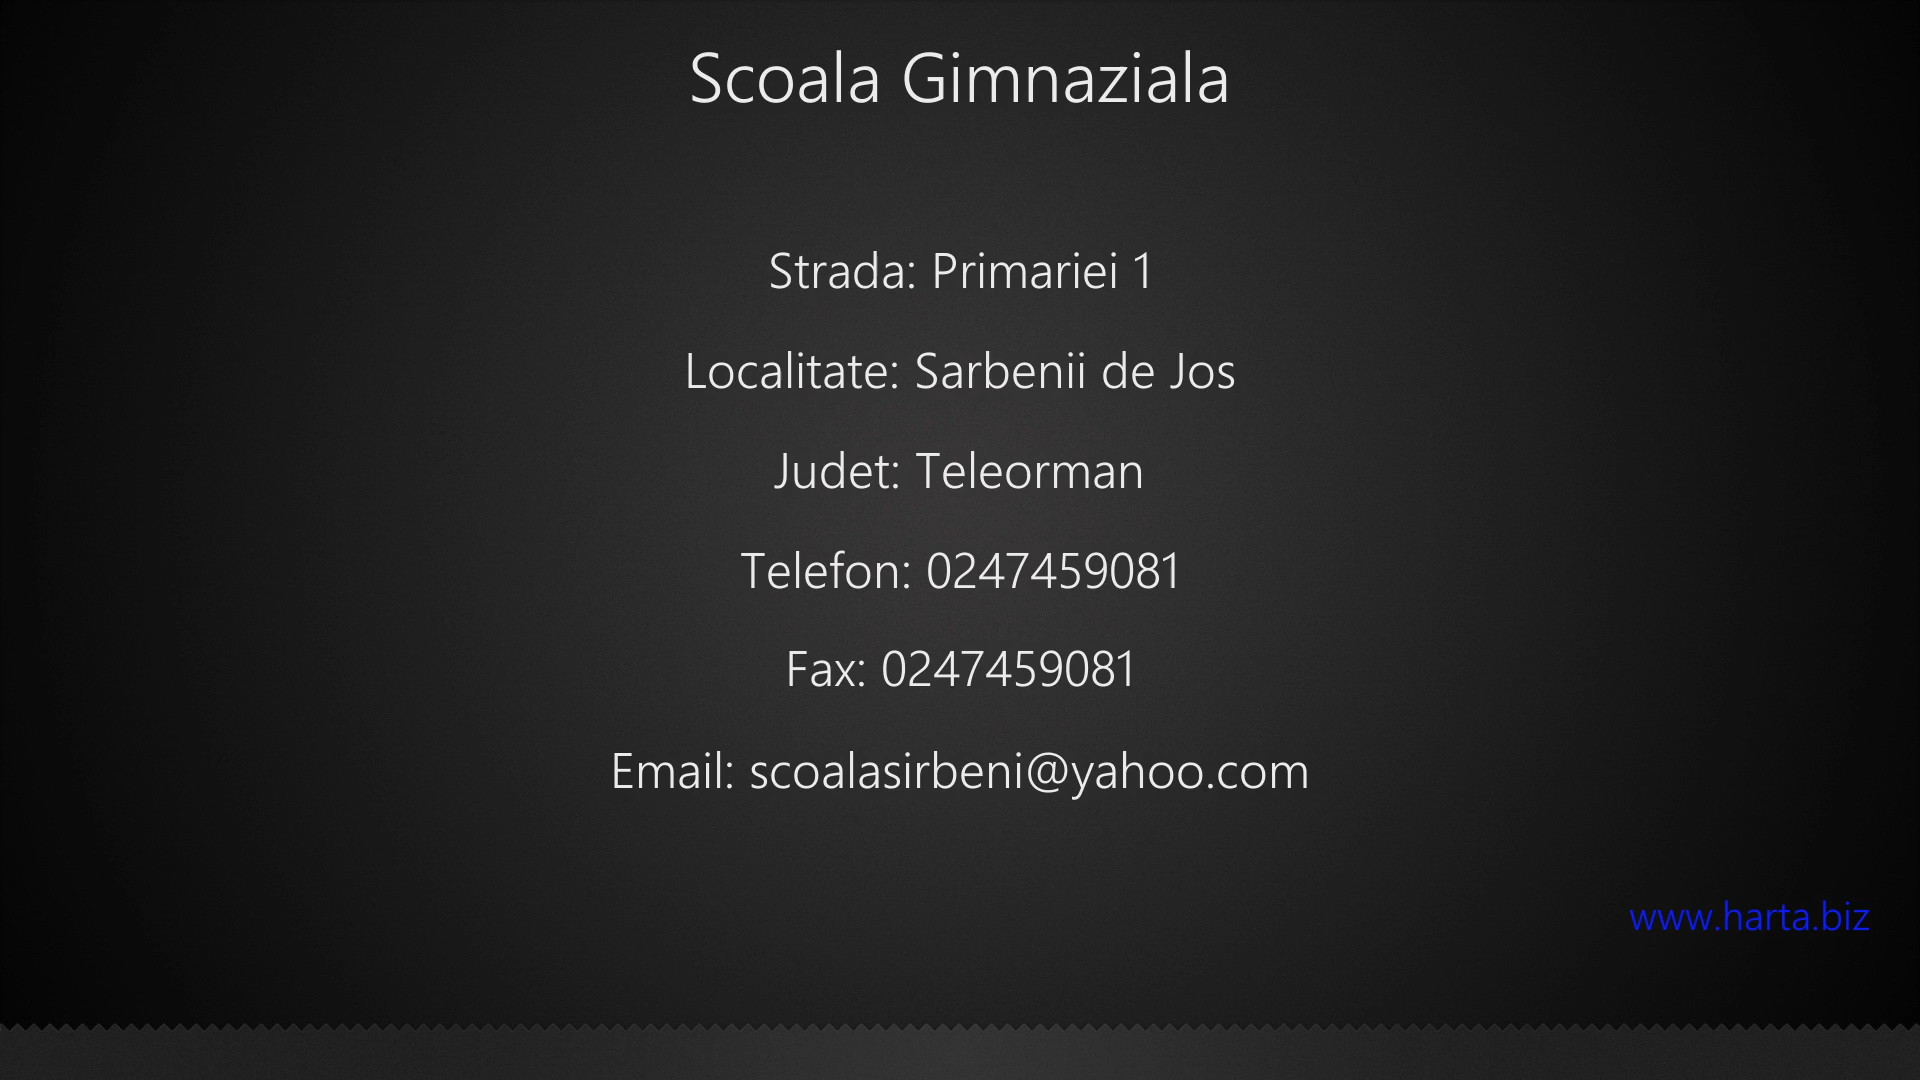 Scoala Gimnaziala
Strada: Primariei 1
Localitate: Sarbenii de Jos
Judet: Teleorman
Telefon: 0247459081
Fax: 0247459081
Email: scoalasirbeni@yahoo.com
www.harta.biz